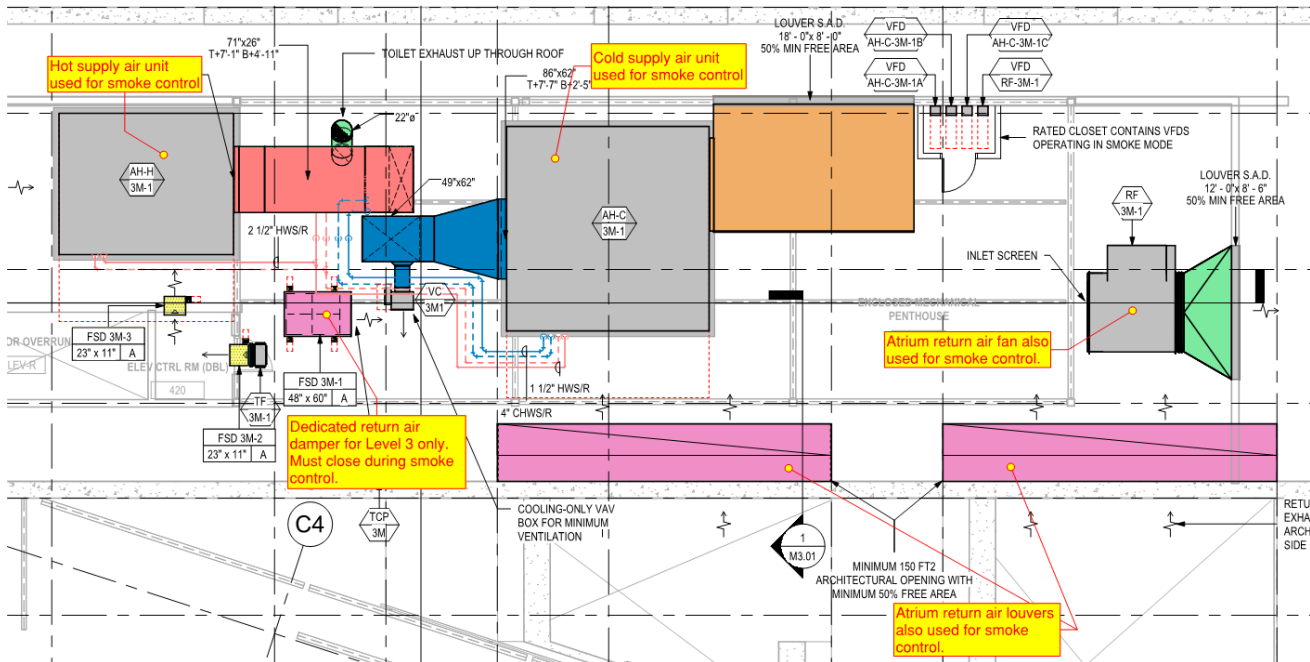 71"x26"
T+7'-1" B+4'-11"
TOILET EXHAUST UP THROUGH ROOF
Hot supply air unit
used for smoke control
22"ø
Cold supply air unit
used for smoke control
86"x62"
T+7'-7" B+2'-5"
LOUVER S.A.D.
18' - 0"x 8' - 0"
50% MIN FREE AREA
VFD
AH-C-3M-1B
VFD
AH-C-3M-1C
VFD
AH-C-3M-1A
VFD
RF-3M-1
RATED CLOSET CONTAINS VFDS
OPERATING IN SMOKE MODE
LOUVER S.A.D.
12' - 0"x 8' - 6"
50% MIN FREE AREA
AH-H
3M-1
49"x62"
AH-C
3M-1
RF
3M-1
INLET SCREEN
2 1/2" HWS/R
VC
3M1
ENCLOSED MECHANICAL
PENTHOUSE
FSD 3M-3
23" x 11" A
OR OVERRUN
LEV-R
ELEV CTRL RM (DBL)
420
FSD 3M-1
48" x 60" A
TF
3M-1
FSD 3M-2
23" x 11" A
1 1/2" HWS/R
4" CHWS/R
Atrium return air fan also
used for smoke control.
Dedicated return air
damper for Level 3 only.
Must close during smoke
control.
C4
TCP
3M
COOLING-ONLY VAV
BOX FOR MINIMUM
VENTILATION
1
M3.01
MINIMUM 150 FT2
ARCHITECTURAL OPENING WITH
MINIMUM 50% FREE AREA
Atrium return air louvers
also used for smoke
control.
RETU
EXHA
ARCH
SIDE